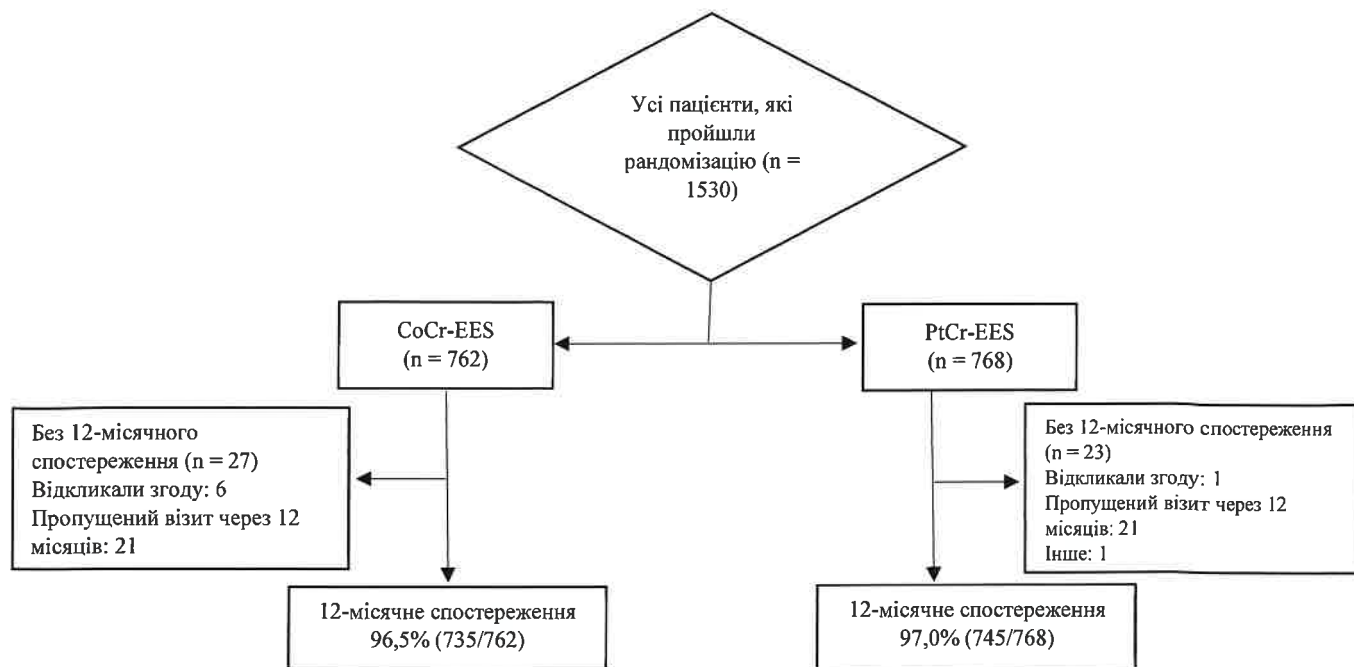 Усі пацієнти, які
пройшли
рандомізацію (n =
1530)
CoCr-EES
(n = 762)
PtCr-EES
(n = 768)
Без 12-місячного
спостереження (n = 27)
Відкликали згоду: 6
Пропущений візит через 12
місяців: 21
Без 12-місячного спостереження
(n = 23)
Відкликали згоду: 1
Пропущений візит через 12
місяців: 21
Інше: 1
12-місячне спостереження
96,5% (735/762)
12-місячне спостереження
97,0% (745/768)